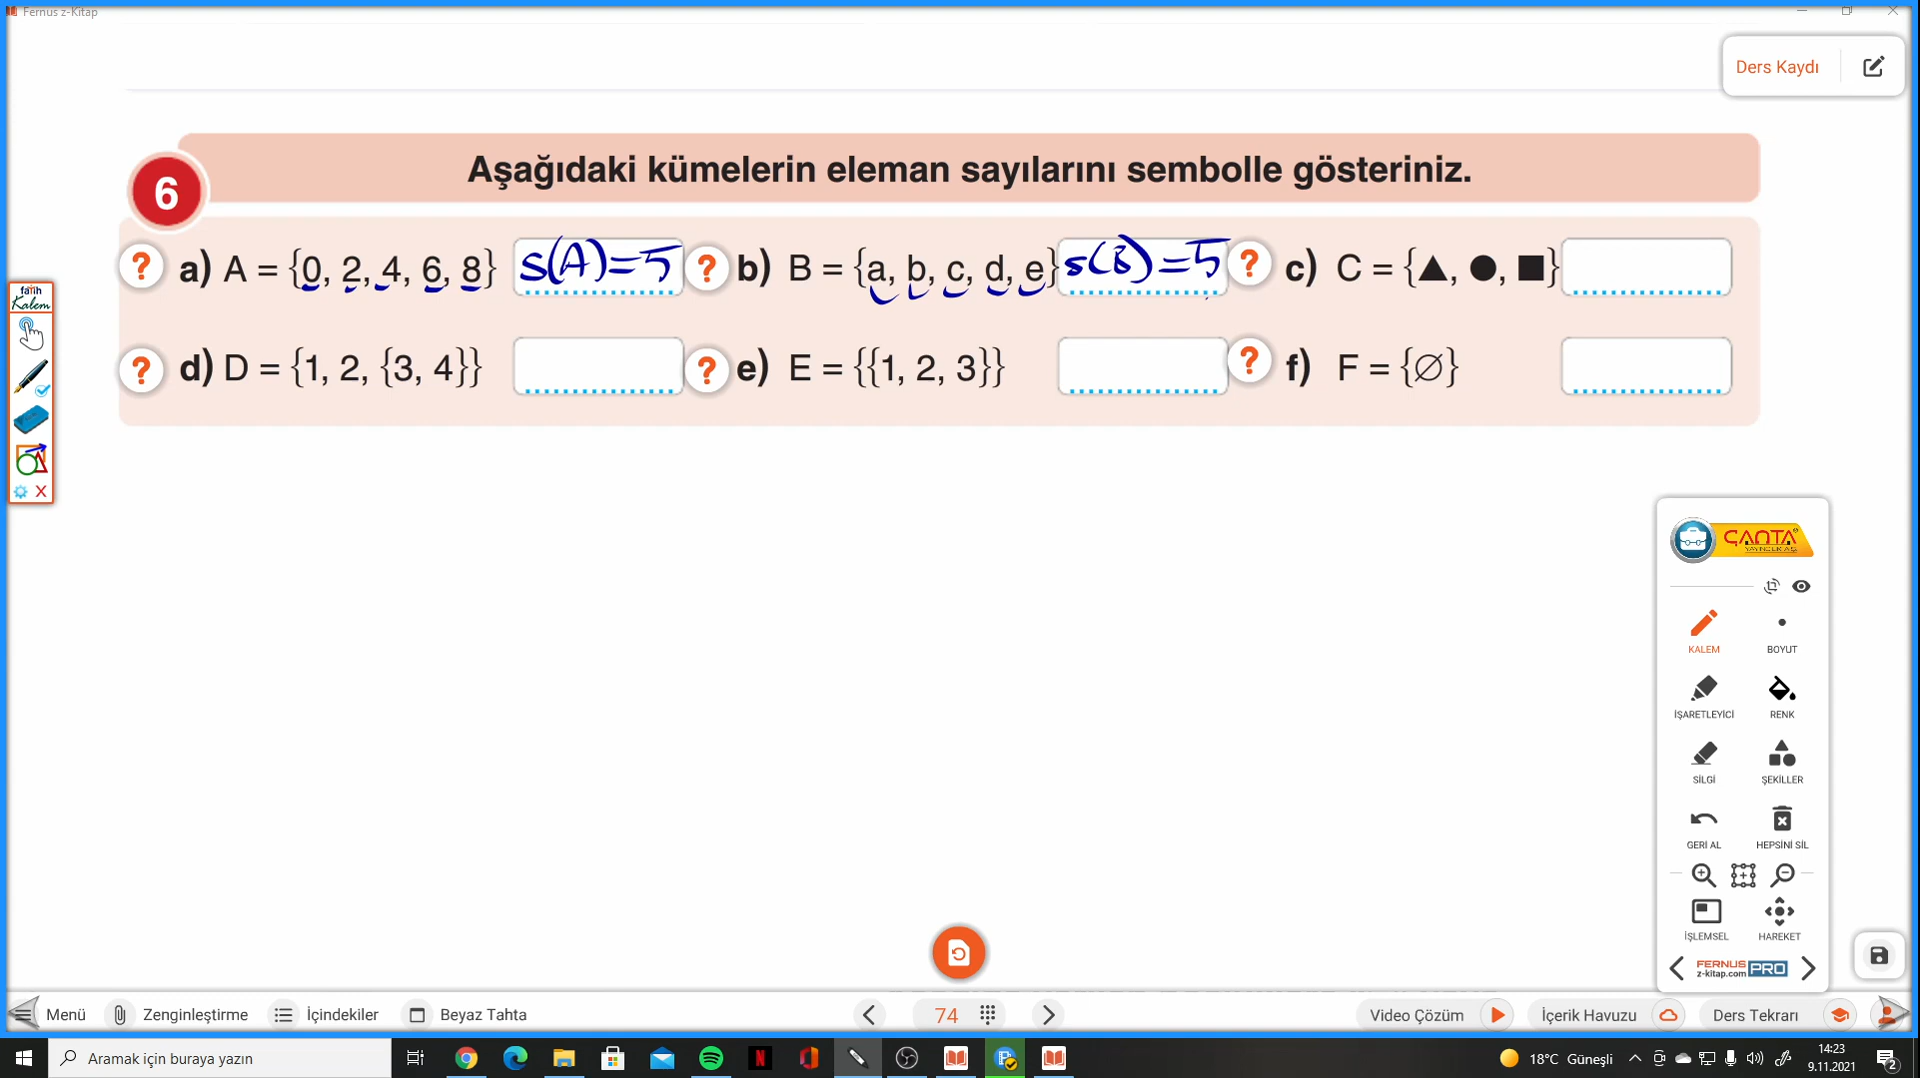 Fernus z-Kitap
Ders Kaydı
6
Aşağıdaki kümelerin eleman sayılarını sembolle gösteriniz.
? a) A = {0, 2, 4, 6, 8} s(A)=5 ? b) B = {a, b, c, d, e} s(B)=5 ? c) C = {▲, ●, ■}
? d) D = {1, 2, {3, 4}} ? e) E = {{1, 2, 3}} ? f) F = {∅}
fatih
Kalem
X
ÇANTA
YAYINCILIK A.Ş.
KALEM BOYUT
İŞARETLEYİCİ RENK
SİLGİ ŞEKİLLER
GERİ AL HEPSİNİ SİL
İŞLEMSEL HAREKET
FERNUS
z-kitap.com PRO
Menü Zenginleştirme İçindekiler Beyaz Tahta 74 Video Çözüm İçerik Havuzu Ders Tekrarı
Aramak için buraya yazın 18°C Güneşli 14:23
9.11.2021 2